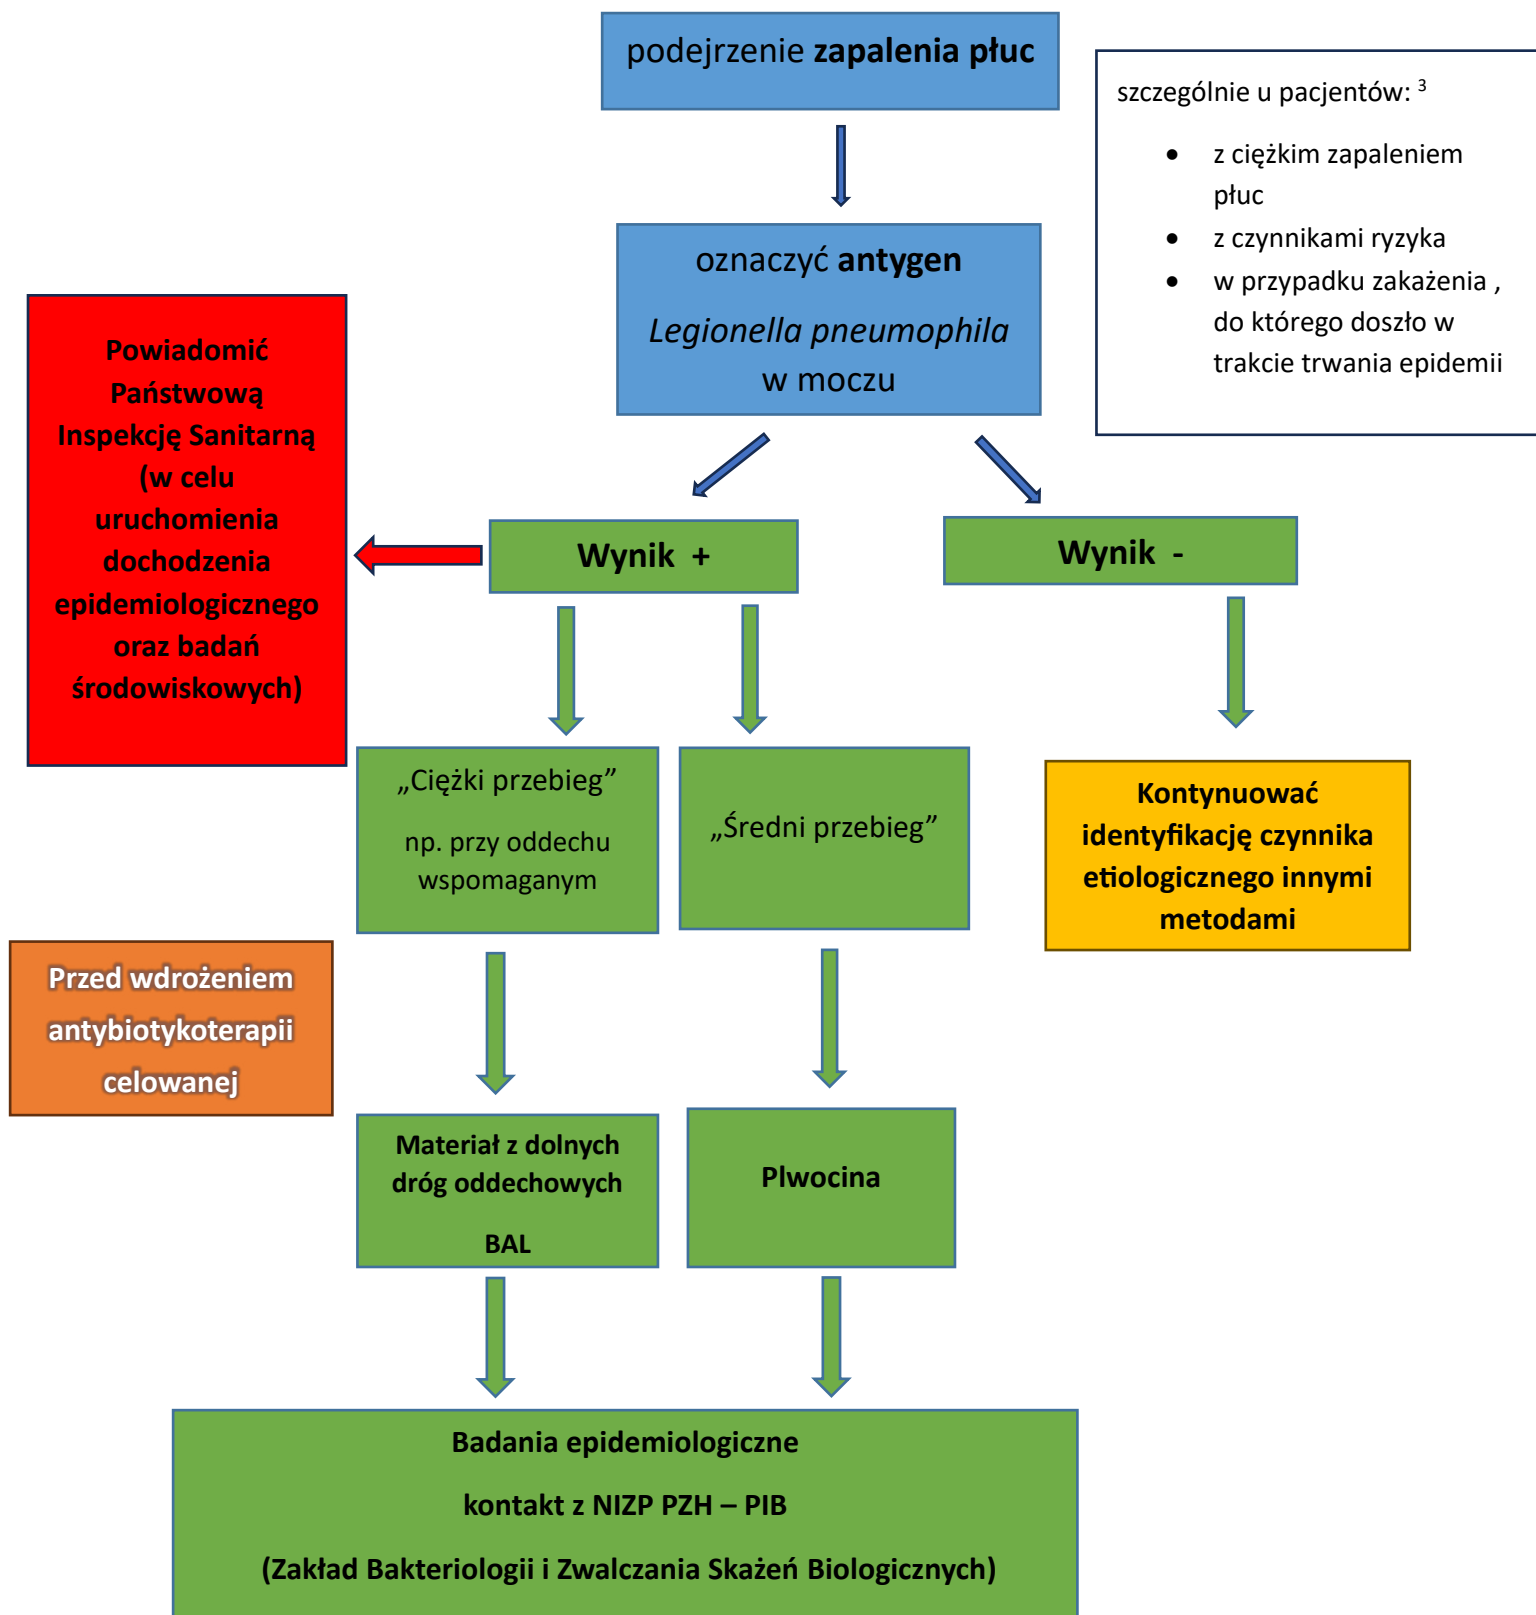 podejrzenie zapalenia płuc
szczególnie u pacjentów: ³
• z ciężkim zapaleniem
płuc
• z czynnikami ryzyka
• w przypadku zakażenia ,
do którego doszło w
trakcie trwania epidemii
oznaczyć antygen
Legionella pneumophila
w moczu
Powiadomić
Państwową
Inspekcję Sanitarną
(w celu
uruchomienia
dochodzenia
epidemiologicznego
oraz badań
środowiskowych)
Wynik +
Wynik -
„Ciężki przebieg”
np. przy oddechu
wspomaganym
„Średni przebieg”
Kontynuować
identyfikację czynnika
etiologicznego innymi
metodami
Przed wdrożeniem
antybiotykoterapii
celowanej
Materiał z dolnych
dróg oddechowych
BAL
Plwocina
Badania epidemiologiczne
kontakt z NIZP PZH – PIB
(Zakład Bakteriologii i Zwalczania Skażeń Biologicznych)